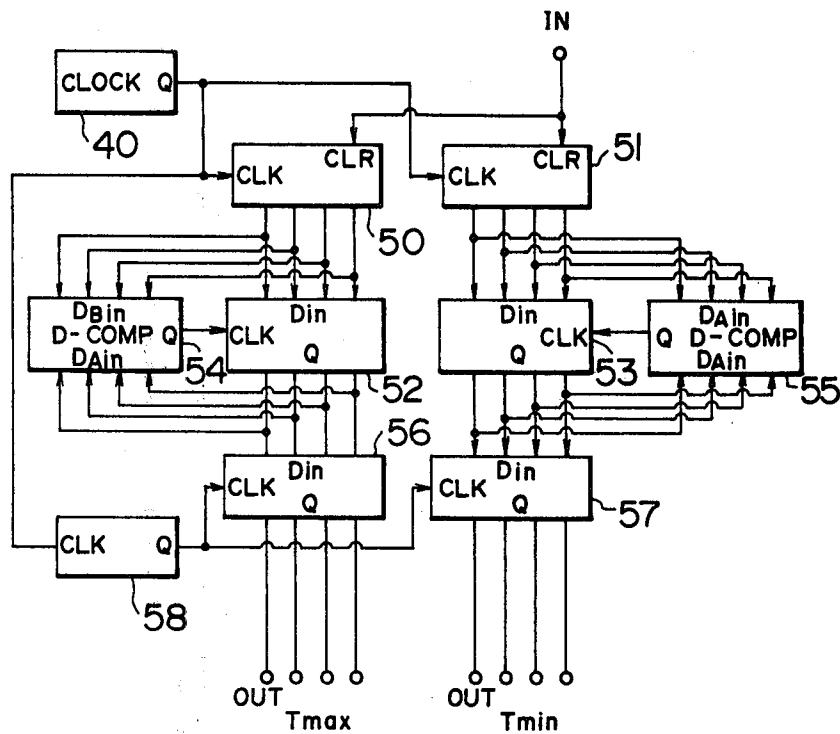 IN
CLOCK Q
40
CLR
CLK
50
CLR
CLK
51
DBin
D-COMP Q
DAin
54
Din
CLK
Q
52
Din
CLK
Q
53
DAin
Q D-COMP
DAin
55
56
Din
CLK
Q
Din
CLK
Q
57
CLK Q
58
OUT
Tmax
OUT
Tmin